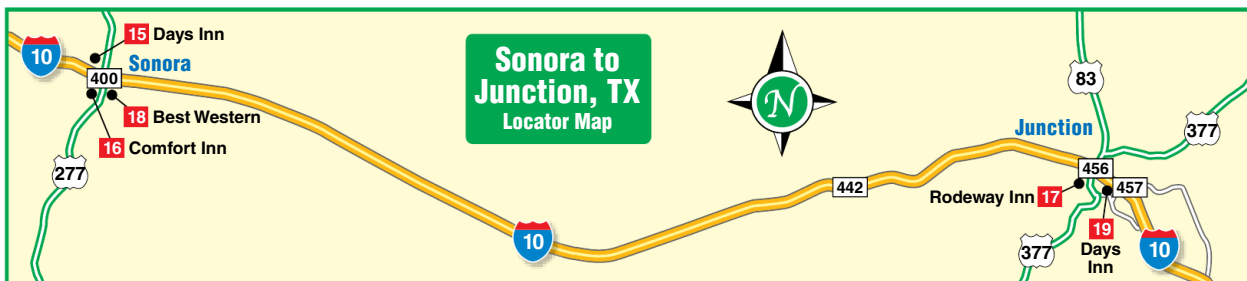 15 Days Inn
10
Sonora
400
18 Best Western
16 Comfort Inn
277
Sonora to
Junction, TX
Locator Map
N
10
442
83
Junction
377
456
457
Rodeway Inn 17
19
Days
Inn
377
10